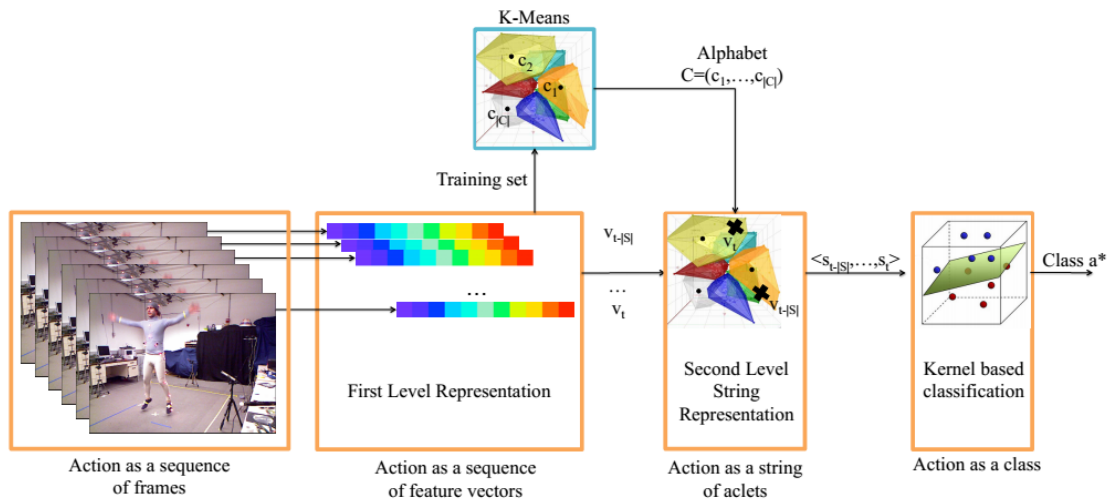 K-Means
c2
c1
c|C|
Alphabet
C=(c1,…,c|C|)
Training set
vt-|S|
…
vt
vt
vt-|S|
<st-|S|,…,st>
Class a*
...
First Level Representation
Second Level
String
Representation
Kernel based
classification
Action as a sequence
of frames
Action as a sequence
of feature vectors
Action as a string
of aclets
Action as a class